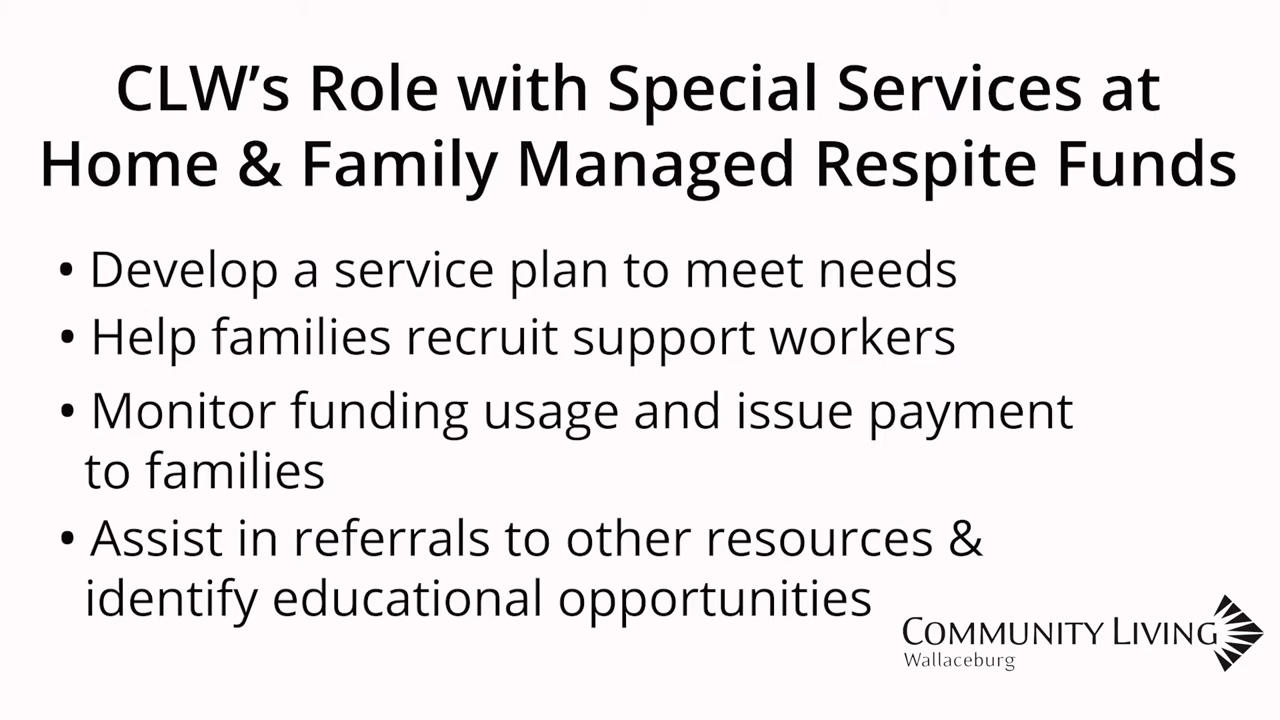 CLW’s Role with Special Services at
Home & Family Managed Respite Funds
• Develop a service plan to meet needs
• Help families recruit support workers
• Monitor funding usage and issue payment
to families
• Assist in referrals to other resources &
identify educational opportunities
COMMUNITY LIVING
Wallaceburg